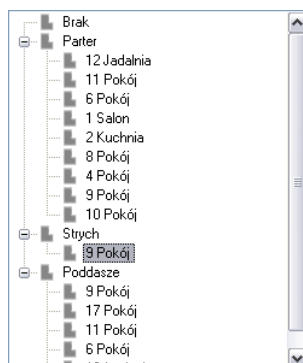 Brak
Parter
12 Jadalnia
11 Pokój
6 Pokój
1 Salon
2 Kuchnia
8 Pokój
4 Pokój
9 Pokój
10 Pokój
Strych
9 Pokój
Poddasze
9 Pokój
17 Pokój
11 Pokój
6 Pokój